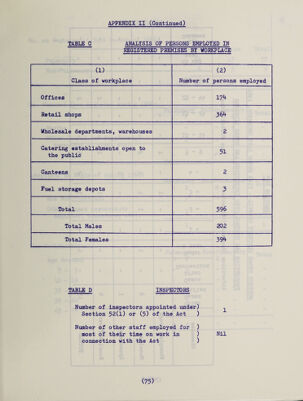 APPENDIX II (Continued)
TABLE C ANALYSIS OF PERSONS EMPLOYED IN
REGISTERED PREMISES BY WORKPLACE
(1) (2)
Class of workplace Number of persons employed
Offices 174
Retail shops 364
Wholesale departments, warehouses 2
Catering establishments open to
the public 51
Canteens 2
Fuel storage depots 3
Total 596
Total Males 202
Total Females 394
TABLE D INSPECTORS
Number of inspectors appointed under)
Section 52(1) or (5) of the Act ) 1
Number of other staff employed for )
most of their time on work in ) Nil
connection with the Act )
(75)